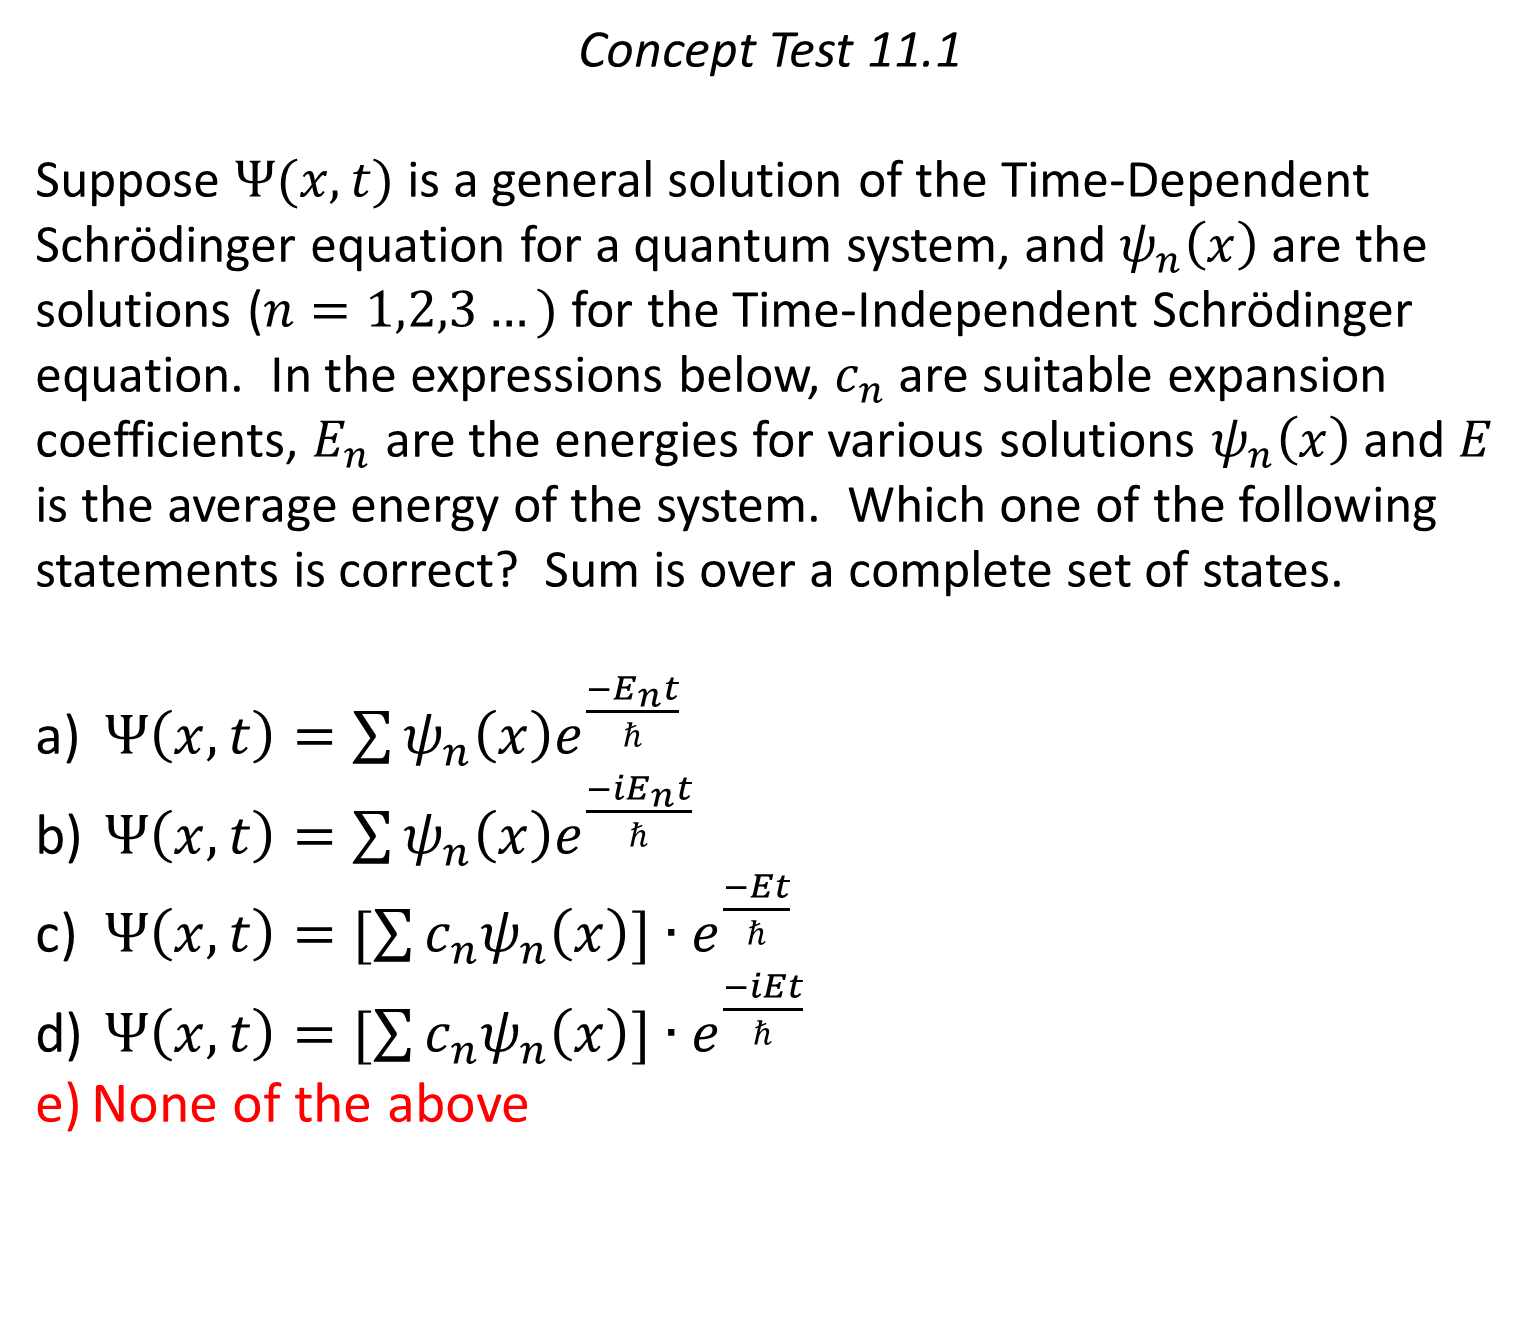 Concept Test 11.1
Suppose Ψ(x, t) is a general solution of the Time-Dependent
Schrödinger equation for a quantum system, and ψₙ(x) are the
solutions (n = 1,2,3 … ) for the Time-Independent Schrödinger
equation.  In the expressions below, cₙ are suitable expansion
coefficients, Eₙ are the energies for various solutions ψₙ(x) and E
is the average energy of the system.  Which one of the following
statements is correct?  Sum is over a complete set of states.
a) Ψ(x, t) = ∑ ψₙ(x)e^(−Eₙt/ħ)
b) Ψ(x, t) = ∑ ψₙ(x)e^(−iEₙt/ħ)
c) Ψ(x, t) = [∑ cₙψₙ(x)] · e^(−Et/ħ)
d) Ψ(x, t) = [∑ cₙψₙ(x)] · e^(−iEt/ħ)
e) None of the above